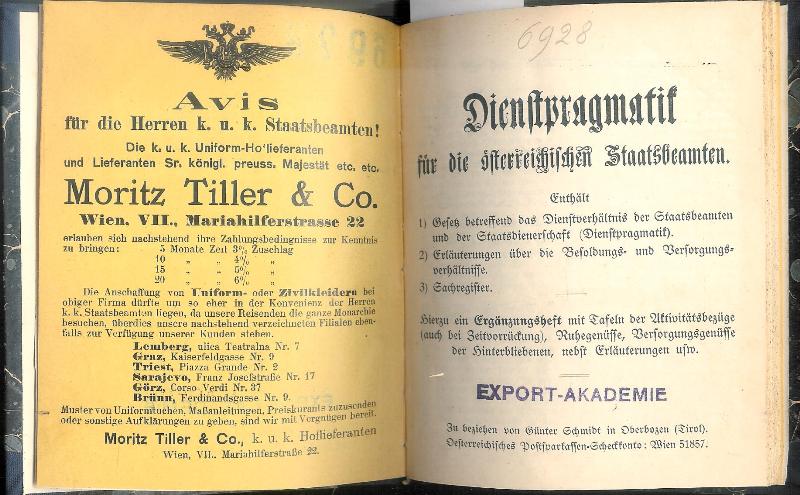 Avis
für die Herren k. u. k. Staatsbeamten!
Die k. u. k. Uniform-Ho'lieferanten
und Lieferanten Sr. königl. preuss. Majestät etc. etc.
Moritz Tiller & Co.
Wien, VII., Mariahilferstrasse 22
erlauben sich nachstehend ihre Zahlungsbedingnisse zur Kenntnis
zu bringen: 5 Monate Zeit 3% Zuschlag
10 „ „ 4% „
15 „ „ 5% „
20 „ „ 6% „
Die Anschaffung von Uniform- oder Zivilkleidern bei
obiger Firma dürfte um so eher in der Konvenienz der Herren
k. k. Staatsbeamten liegen, da unsere Reisenden die ganze Monarchie
besuchen, überdies unsere nachstehend verzeichneten Filialen eben-
falls zur Verfügung unserer Kunden stehen.
Lemberg, ulica Teatralna Nr. 7
Graz, Kaiserfeldgasse Nr. 9
Triest, Piazza Grande Nr. 2
Sarajevo, Franz Josefstraße Nr. 17
Görz, Corso Verdi Nr. 37
Brünn, Ferdinandsgasse Nr. 9.
Muster von Uniformtuchen, Maßanleitungen, Preiskurants zuzusenden
oder sonstige Aufklärungen zu geben, sind wir mit Vergnügen bereit.
Moritz Tiller & Co., k. u. k. Hoflieferanten
Wien, VII.. Mariahilferstraße 22.
6928
Dienstpragmatik
für die österreichischen Staatsbeamten.
Enthält
1) Gesetz betreffend das Dienstverhältnis der Staatsbeamten
und der Staatsdienerschaft (Dienstpragmatik).
2) Erläuterungen über die Besoldungs- und Versorgungs-
verhältnisse.
3) Sachregister.
Hierzu ein Ergänzungsheft mit Tafeln der Aktivitätsbezüge
(auch bei Zeitvorrückung), Ruhegenüsse, Versorgungsgenüsse
der Hinterbliebenen, nebst Erläuterungen usw.
EXPORT-AKADEMIE
Zu beziehen von Günter Schmidt in Oberbozen (Tirol).
Oesterreichisches Postsparkassen-Scheckkonto: Wien 51857.